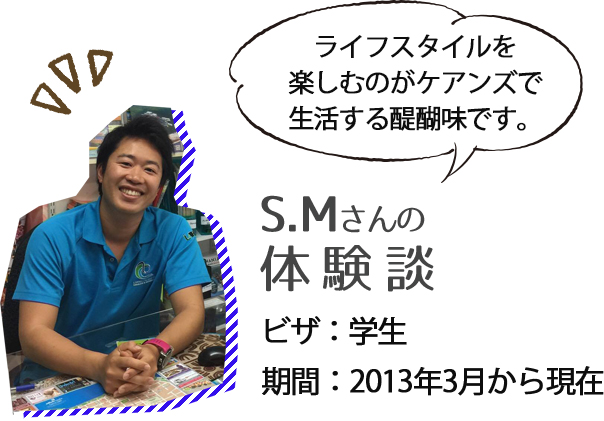 ライフスタイルを
楽しむのがケアンズで
生活する醍醐味です。
S.Mさんの
体験談
ビザ：学生
期間：2013年3月から現在